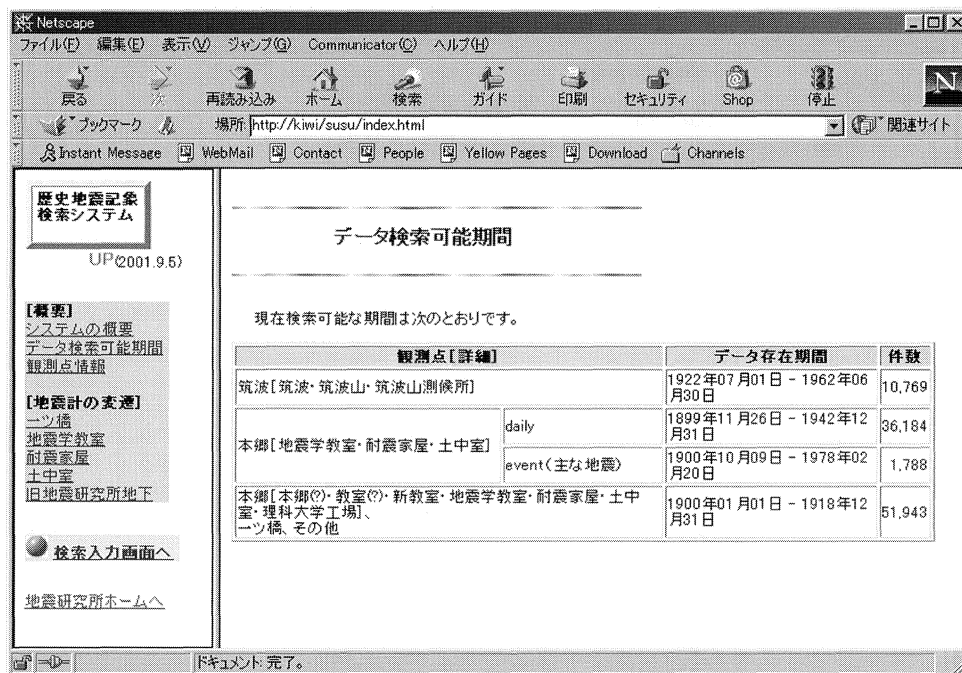 Netscape
ファイル(F) 編集(E) 表示(V) ジャンプ(G) Communicator(C) ヘルプ(H)
戻る 次 再読み込み ホーム 検索 ガイド 印刷 セキュリティ Shop 停止 N
ブックマーク 場所: http://kiwi/susu/index.html 関連サイト
Instant Message WebMail Contact People Yellow Pages Download Channels
歴史地震記象
検索システム
UP(2001.9.5)
[概要]
システムの概要
データ検索可能期間
観測点情報
[地震計の変遷]
一ツ橋
地震学教室
耐震家屋
土中室
旧地震研究所地下
検索入力画面へ
地震研究所ホームへ
データ検索可能期間
現在検索可能な期間は次のとおりです。
観測点[詳細] データ存在期間 件数
筑波[筑波・筑波山・筑波山測候所] 1922年07月01日 - 1962年06
月30日 10,769
本郷[地震学教室・耐震家屋・土中室] daily 1899年11月26日 - 1942年12
月31日 36,184
event(主な地震) 1900年10月09日 - 1978年02
月20日 1,788
本郷[本郷(?)・教室(?)・新教室・地震学教室・耐震家屋・土中
室・理科大学工場]、
一ツ橋、その他 1900年01月01日 - 1918年12
月31日 51,943
ドキュメント: 完了。